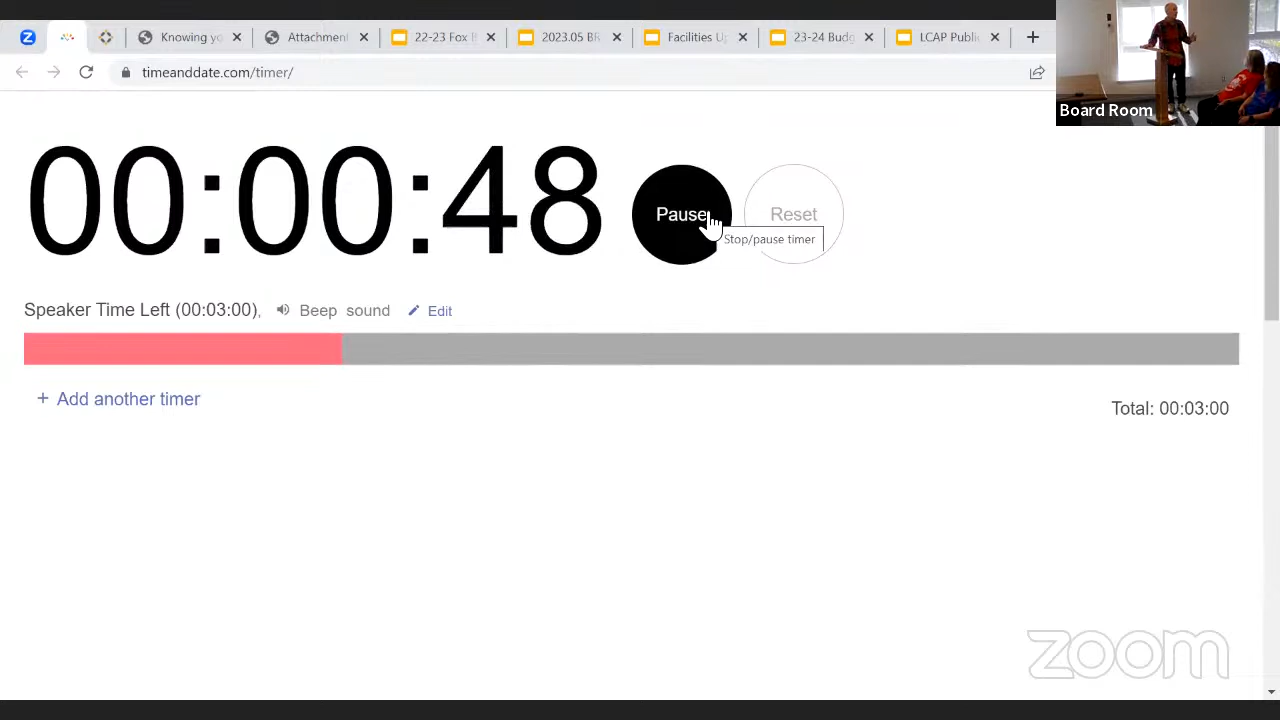 Knowing yo
Attachment
22-23 Fox
2023.05 BR
Facilities Up
23-24 Budg
LCAP Publi
timeanddate.com/timer/
Board Room
00:00:48
Pause
Reset
Stop/pause timer
Speaker Time Left (00:03:00),
Beep sound
Edit
+ Add another timer
Total: 00:03:00
zoom